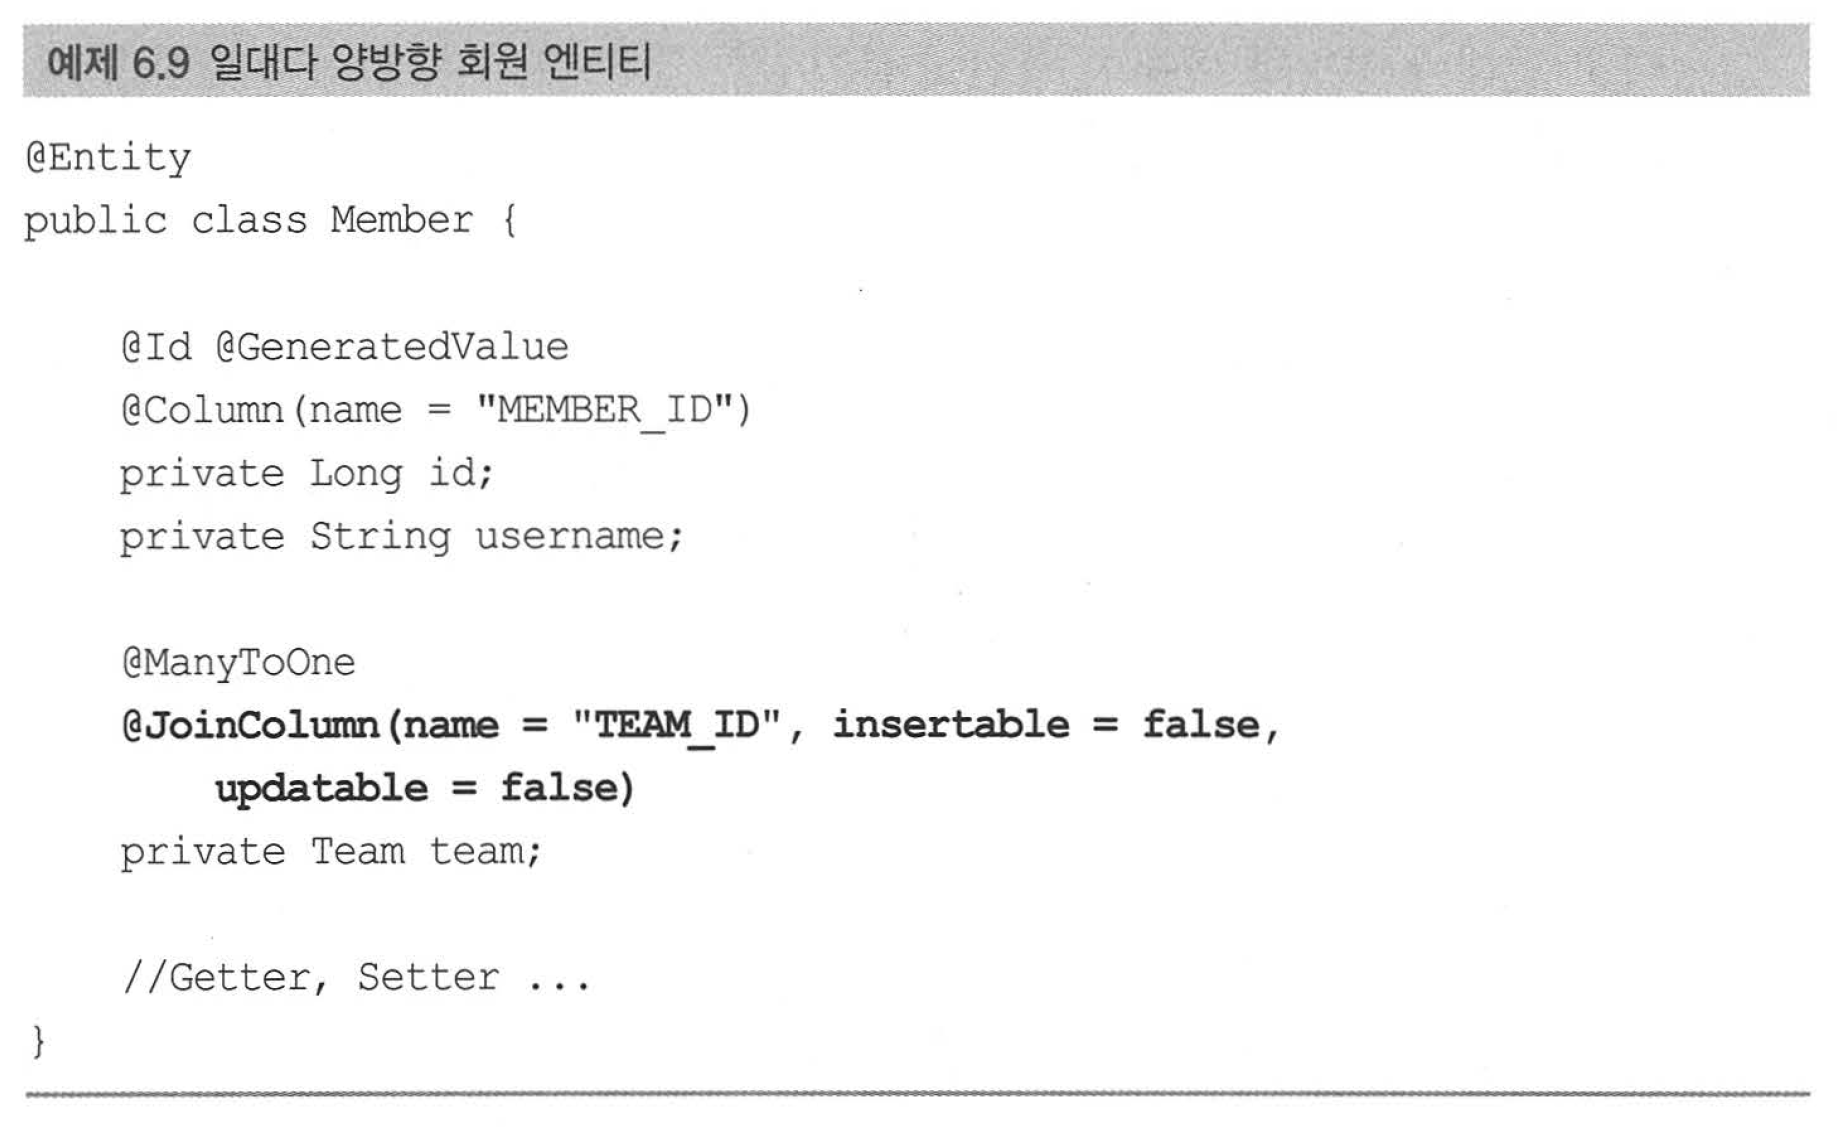 예제 6.9 일대다 양방향 회원 엔티티
@Entity
public class Member {
@Id @GeneratedValue
@Column(name = "MEMBER_ID")
private Long id;
private String username;
@ManyToOne
@JoinColumn(name = "TEAM_ID", insertable = false,
updatable = false)
private Team team;
//Getter, Setter ...
}